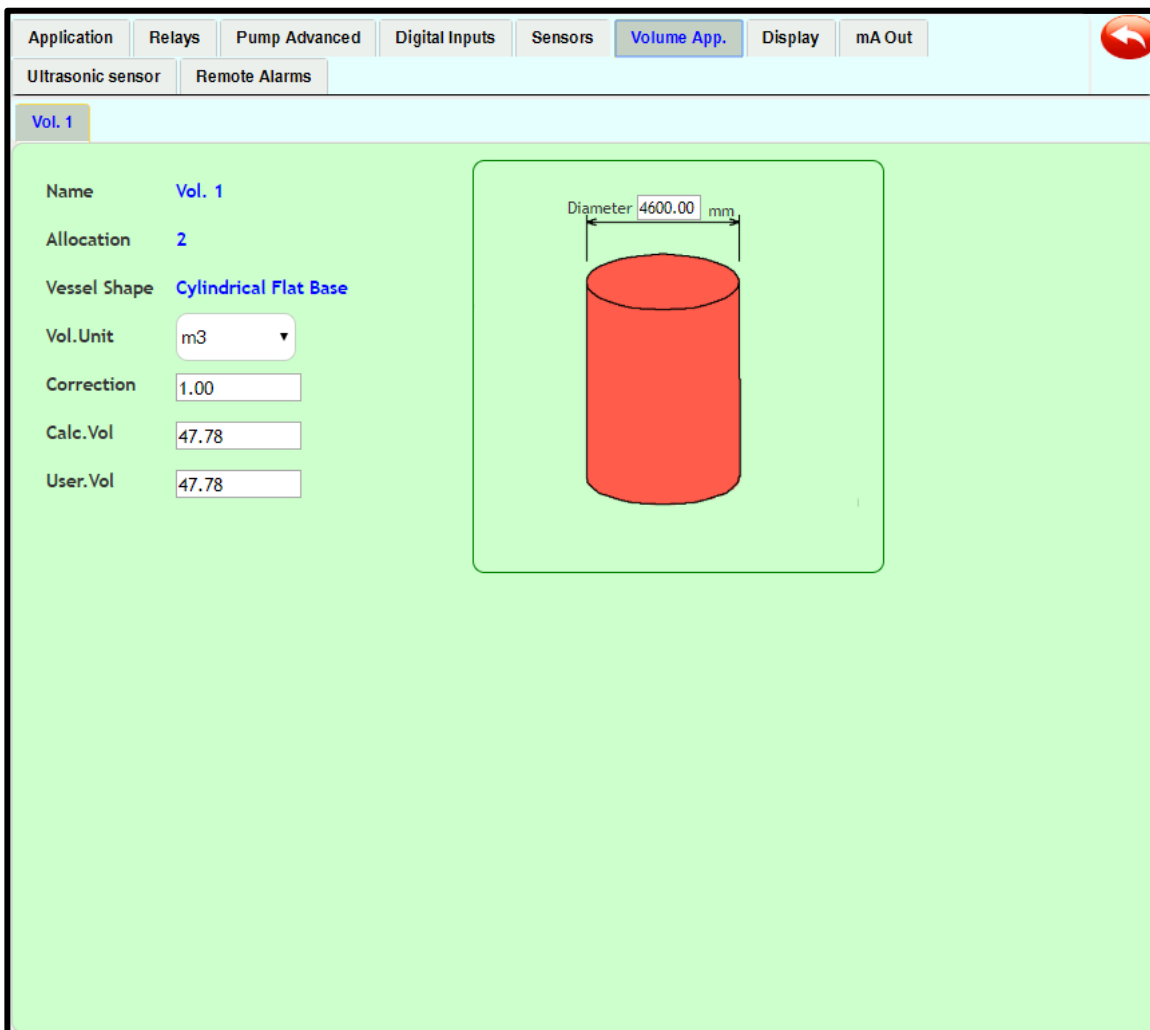 Application Relays Pump Advanced Digital Inputs Sensors Volume App. Display mA Out
Ultrasonic sensor Remote Alarms
Vol. 1
Name Vol. 1
Allocation 2
Vessel Shape Cylindrical Flat Base
Vol.Unit m3
Correction 1.00
Calc.Vol 47.78
User.Vol 47.78
Diameter 4600.00 mm